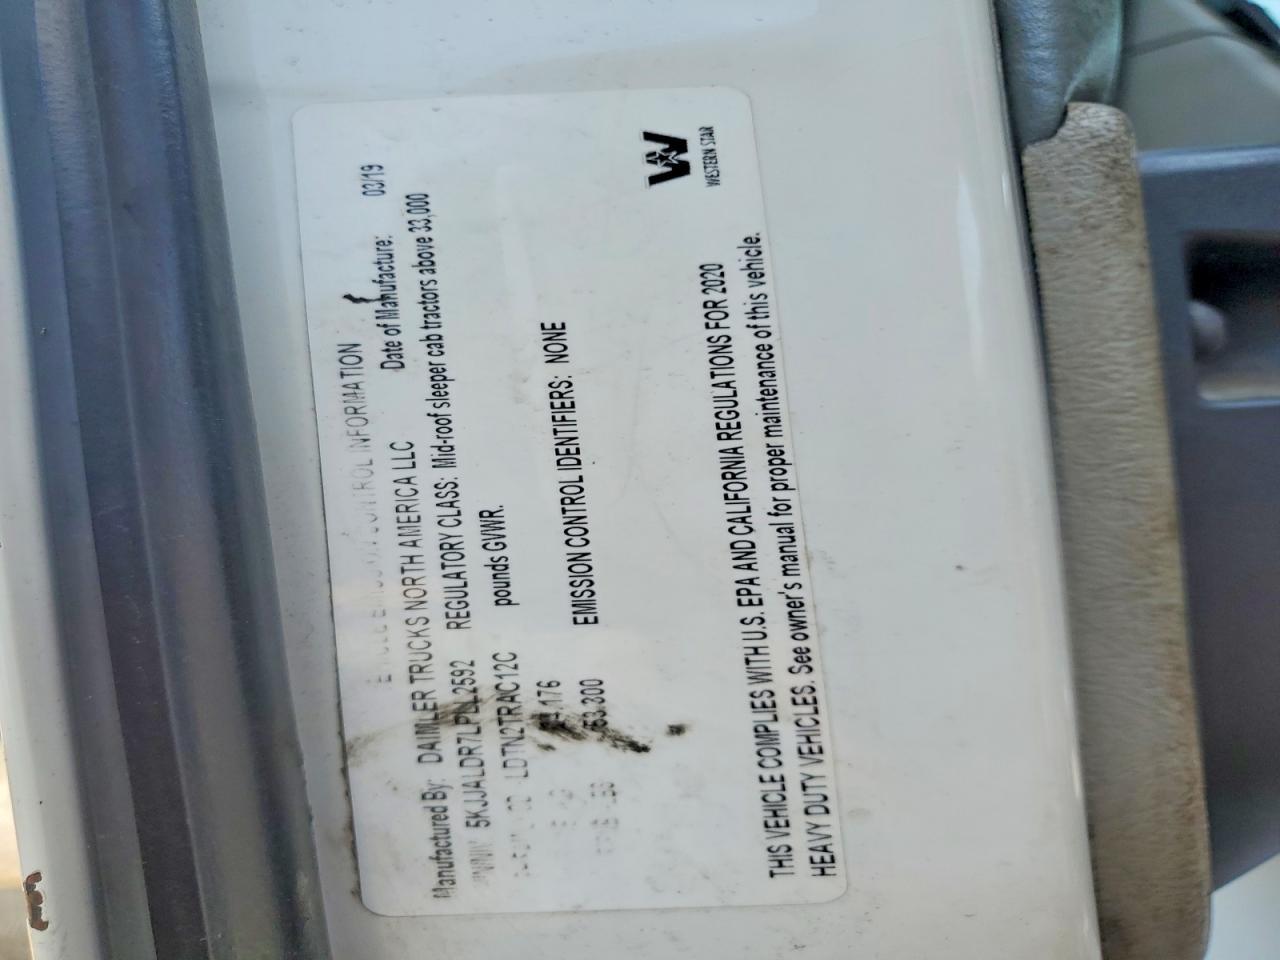 CONTROL INFORMATION
Manufactured By: DAIMLER TRUCKS NORTH AMERICA LLC Date of Manufacture: 03/19
5KJJALDR7LPLL2592 REGULATORY CLASS: Mid-roof sleeper cab tractors above 33,000
LDTN2TRAC12C pounds GVWR.
EMISSION CONTROL IDENTIFIERS: NONE
THIS VEHICLE COMPLIES WITH U.S. EPA AND CALIFORNIA REGULATIONS FOR 2020
HEAVY DUTY VEHICLES. See owner's manual for proper maintenance of this vehicle.
WESTERN STAR